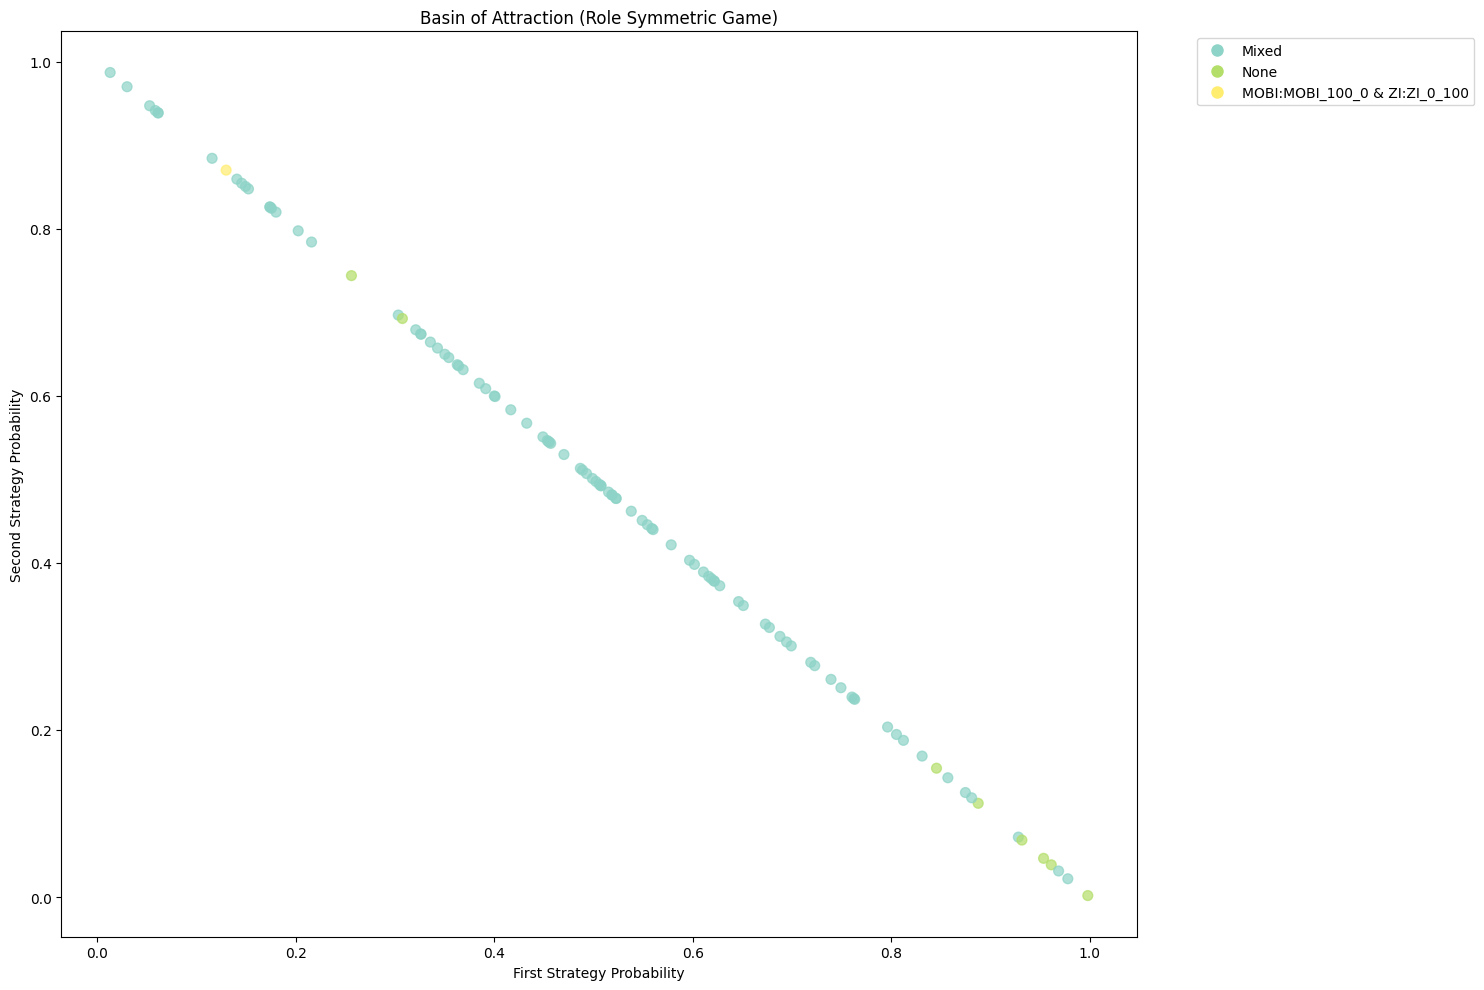 Basin of Attraction (Role Symmetric Game)
Mixed
None
MOBI:MOBI_100_0 & ZI:ZI_0_100
1.0
0.8
0.6
0.4
0.2
0.0
Second Strategy Probability
0.0 0.2 0.4 0.6 0.8 1.0
First Strategy Probability